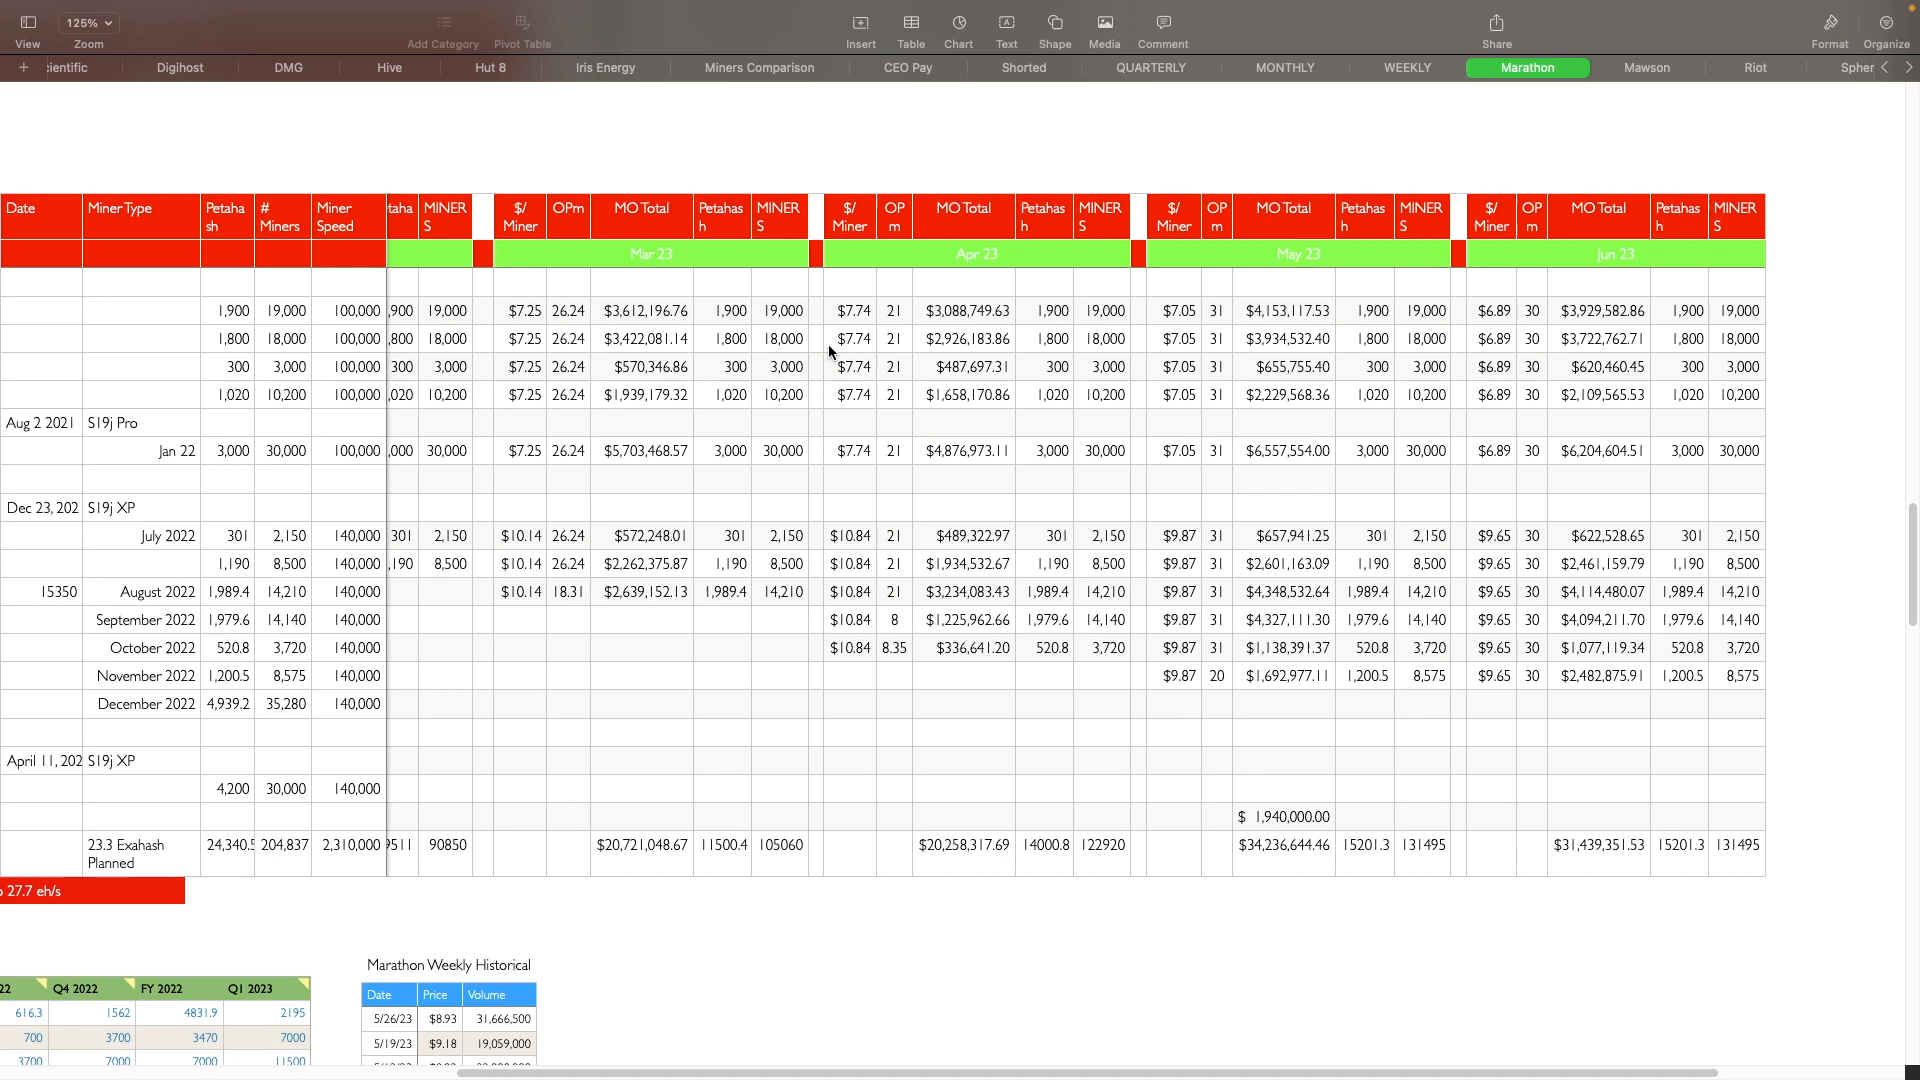 125%
View Zoom Add Category Pivot Table Insert Table Chart Text Shape Media Comment Share Format Organize
+ ientific Digihost DMG Hive Hut 8 Iris Energy Miners Comparison CEO Pay Shorted QUARTERLY MONTHLY WEEKLY Marathon Mawson Riot Spher
Date Miner Type Petahash # Miners Miner Speed taha MINERS $/Miner OPm MO Total Petahash MINERS $/Miner OPm MO Total Petahash MINERS $/Miner OPm MO Total Petahash MINERS $/Miner OPm MO Total Petahash MINERS
Mar 23 Apr 23 May 23 Jun 23
1,900 19,000 100,000 ,900 19,000 $7.25 26.24 $3,612,196.76 1,900 19,000 $7.74 21 $3,088,749.63 1,900 19,000 $7.05 31 $4,153,117.53 1,900 19,000 $6.89 30 $3,929,582.86 1,900 19,000
1,800 18,000 100,000 ,800 18,000 $7.25 26.24 $3,422,081.14 1,800 18,000 $7.74 21 $2,926,183.86 1,800 18,000 $7.05 31 $3,934,532.40 1,800 18,000 $6.89 30 $3,722,762.71 1,800 18,000
300 3,000 100,000 300 3,000 $7.25 26.24 $570,346.86 300 3,000 $7.74 21 $487,697.31 300 3,000 $7.05 31 $655,755.40 300 3,000 $6.89 30 $620,460.45 300 3,000
1,020 10,200 100,000 ,020 10,200 $7.25 26.24 $1,939,179.32 1,020 10,200 $7.74 21 $1,658,170.86 1,020 10,200 $7.05 31 $2,229,568.36 1,020 10,200 $6.89 30 $2,109,565.53 1,020 10,200
Aug 2 2021 S19j Pro
Jan 22 3,000 30,000 100,000 ,000 30,000 $7.25 26.24 $5,703,468.57 3,000 30,000 $7.74 21 $4,876,973.11 3,000 30,000 $7.05 31 $6,557,554.00 3,000 30,000 $6.89 30 $6,204,604.51 3,000 30,000
Dec 23, 202 S19j XP
July 2022 301 2,150 140,000 301 2,150 $10.14 26.24 $572,248.01 301 2,150 $10.84 21 $489,322.97 301 2,150 $9.87 31 $657,941.25 301 2,150 $9.65 30 $622,528.65 301 2,150
1,190 8,500 140,000 ,190 8,500 $10.14 26.24 $2,262,375.87 1,190 8,500 $10.84 21 $1,934,532.67 1,190 8,500 $9.87 31 $2,601,163.09 1,190 8,500 $9.65 30 $2,461,159.79 1,190 8,500
15350 August 2022 1,989.4 14,210 140,000 $10.14 18.31 $2,639,152.13 1,989.4 14,210 $10.84 21 $3,234,083.43 1,989.4 14,210 $9.87 31 $4,348,532.64 1,989.4 14,210 $9.65 30 $4,114,480.07 1,989.4 14,210
September 2022 1,979.6 14,140 140,000 $10.84 8 $1,225,962.66 1,979.6 14,140 $9.87 31 $4,327,111.30 1,979.6 14,140 $9.65 30 $4,094,211.70 1,979.6 14,140
October 2022 520.8 3,720 140,000 $10.84 8.35 $336,641.20 520.8 3,720 $9.87 31 $1,138,391.37 520.8 3,720 $9.65 30 $1,077,119.34 520.8 3,720
November 2022 1,200.5 8,575 140,000 $9.87 20 $1,692,977.11 1,200.5 8,575 $9.65 30 $2,482,875.91 1,200.5 8,575
December 2022 4,939.2 35,280 140,000
April 11, 202 S19j XP
4,200 30,000 140,000
$ 1,940,000.00
23.3 Exahash Planned 24,340.5 204,837 2,310,000 9511 90850 $20,721,048.67 11500.4 105060 $20,258,317.69 14000.8 122920 $34,236,644.46 15201.3 131495 $31,439,351.53 15201.3 131495
o 27.7 eh/s
Marathon Weekly Historical
22 Q4 2022 FY 2022 Q1 2023
616.3 1562 4831.9 2195
700 3700 3470 7000
3700 7000 7000 11500
Date Price Volume
5/26/23 $8.93 31,666,500
5/19/23 $9.18 19,059,000